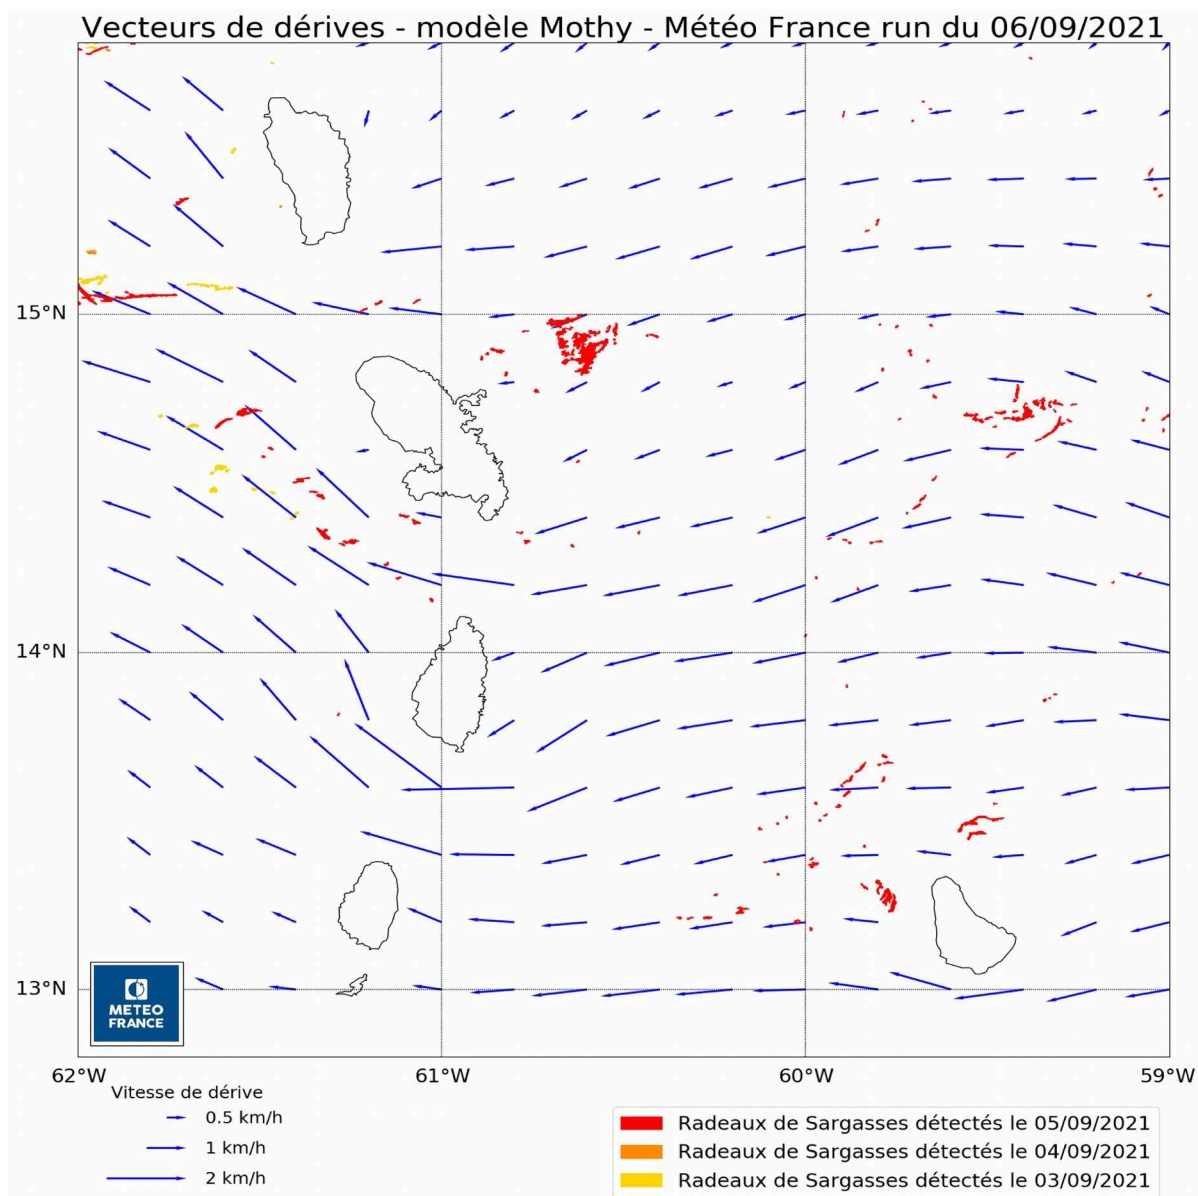 Vecteurs de dérives - modèle Mothy - Météo France run du 06/09/2021
15°N
14°N
13°N
METEO
FRANCE
62°W
61°W
60°W
59°W
Vitesse de dérive
0.5 km/h
1 km/h
2 km/h
Radeaux de Sargasses détectés le 05/09/2021
Radeaux de Sargasses détectés le 04/09/2021
Radeaux de Sargasses détectés le 03/09/2021